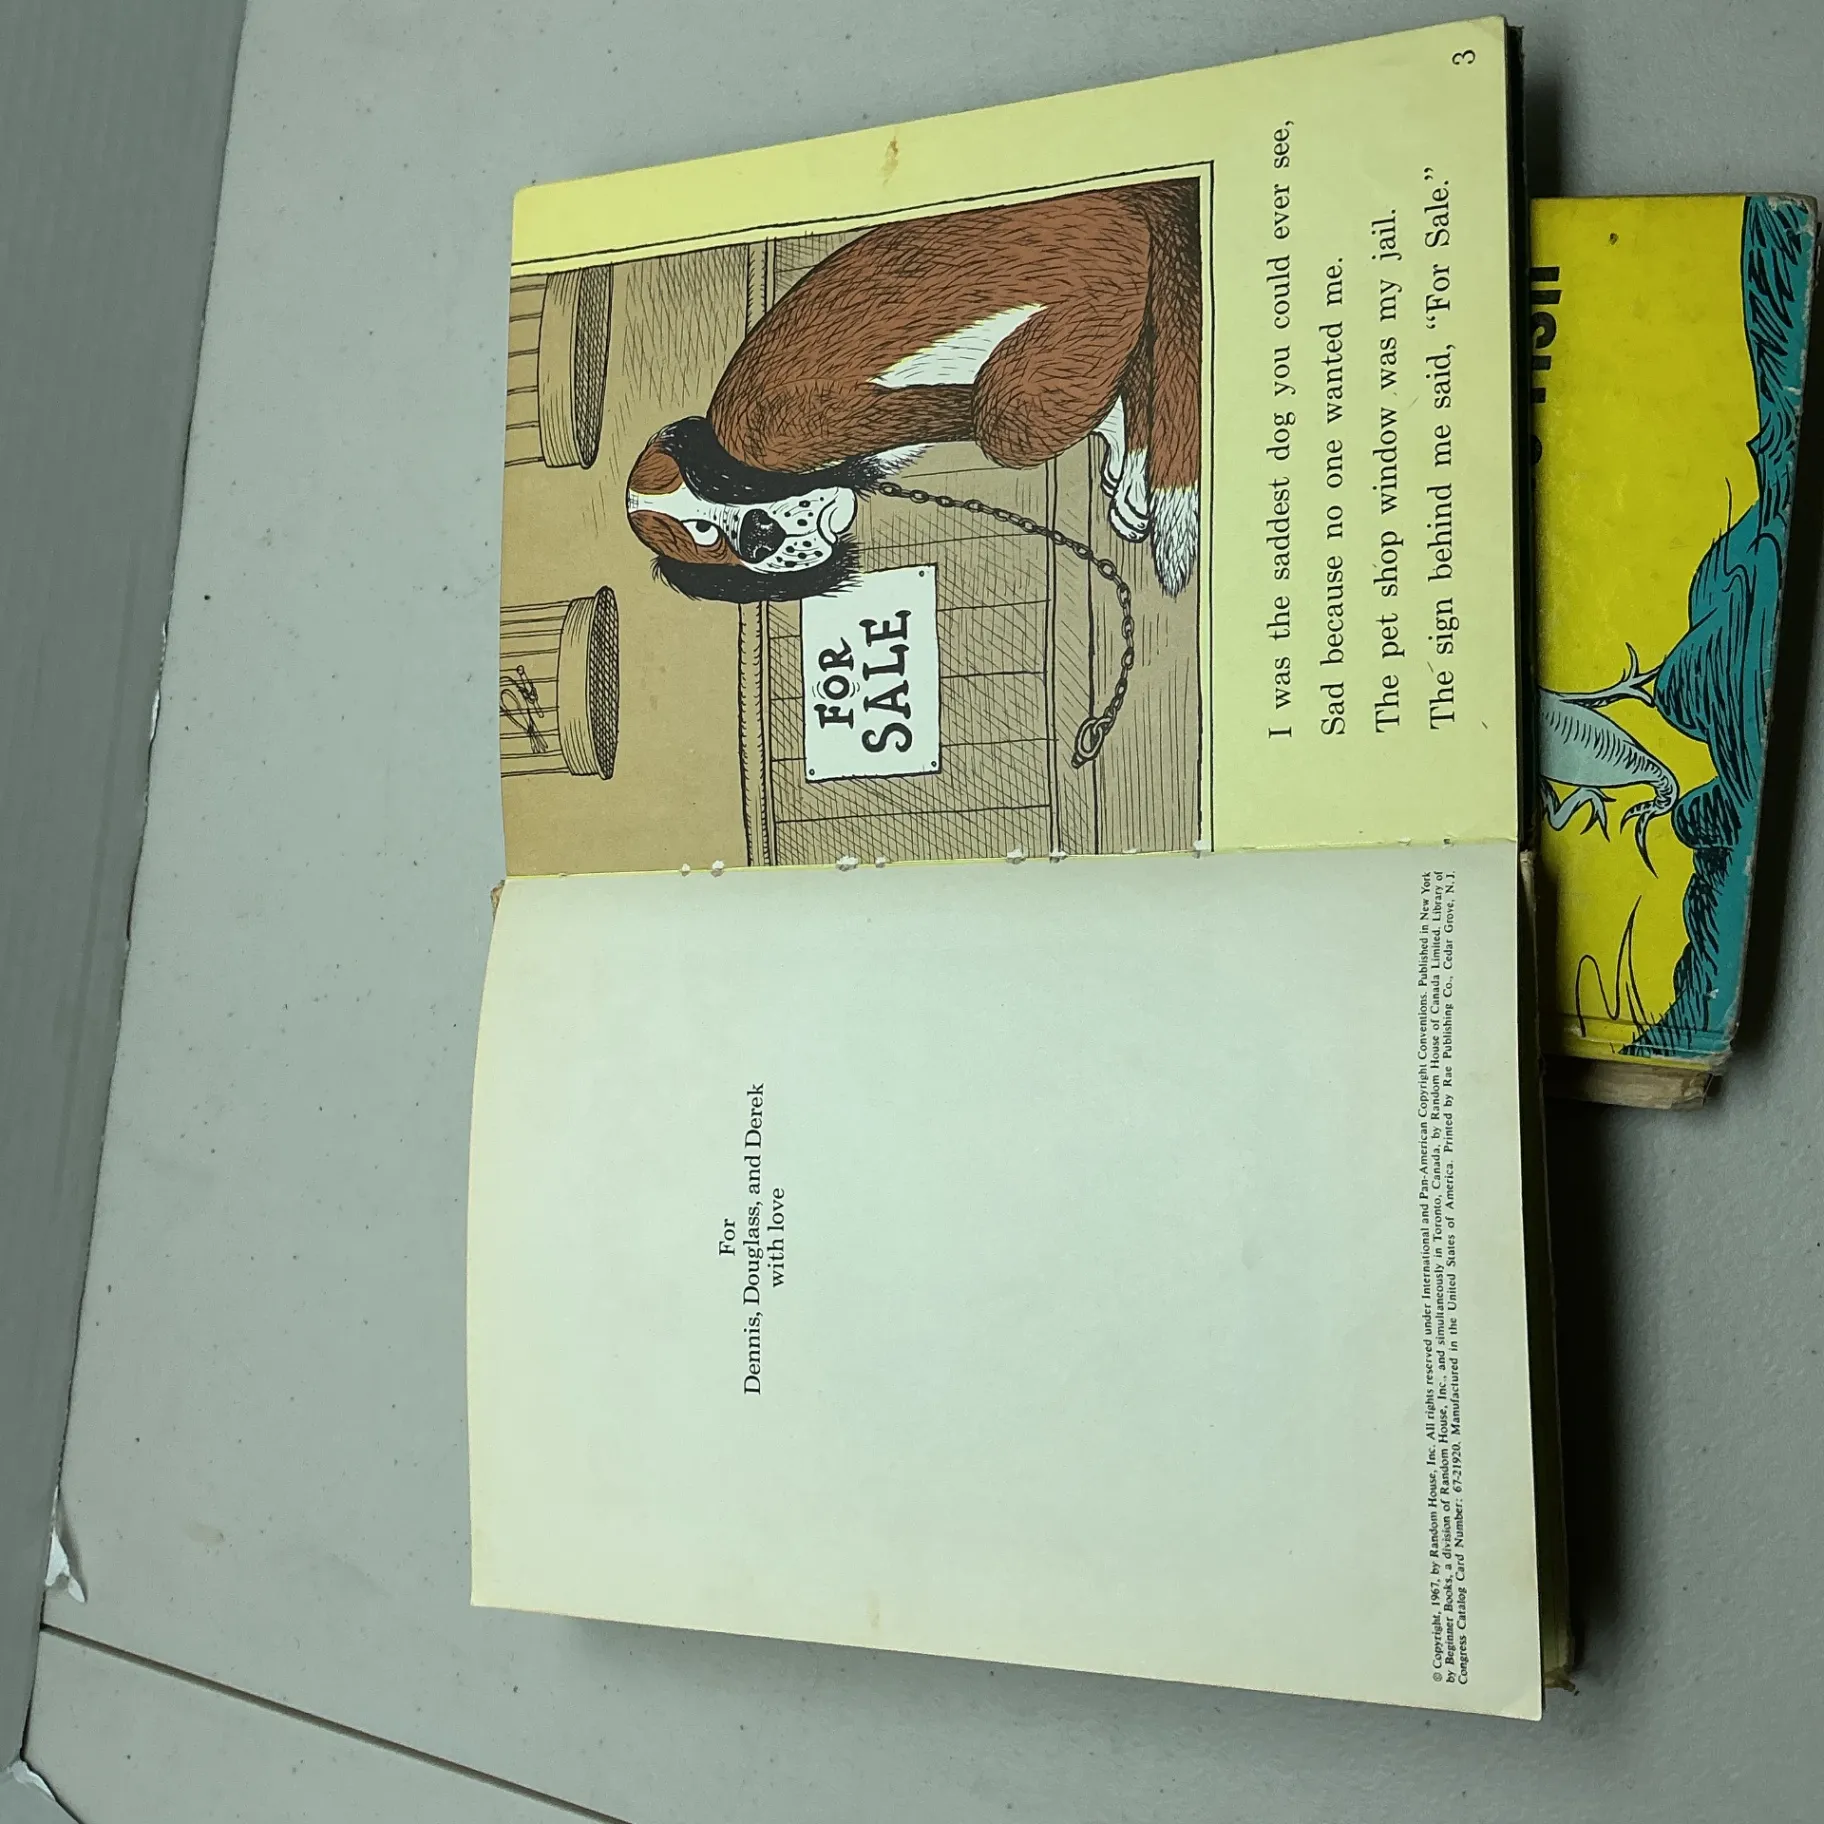 For
Dennis, Douglass, and Derek
with love
© Copyright, 1967, by Random House, Inc. All rights reserved under International and Pan-American Copyright Conventions. Published in New York
by Beginner Books, a division of Random House, Inc., and simultaneously in Toronto, Canada, by Random House of Canada Limited. Library of
Congress Catalog Card Number: 67-21920. Manufactured in the United States of America. Printed by Rae Publishing Co., Cedar Grove, N.J.
FOR
SALE
I was the saddest dog you could ever see,
Sad because no one wanted me.
The pet shop window was my jail.
The sign behind me said, “For Sale.”
3